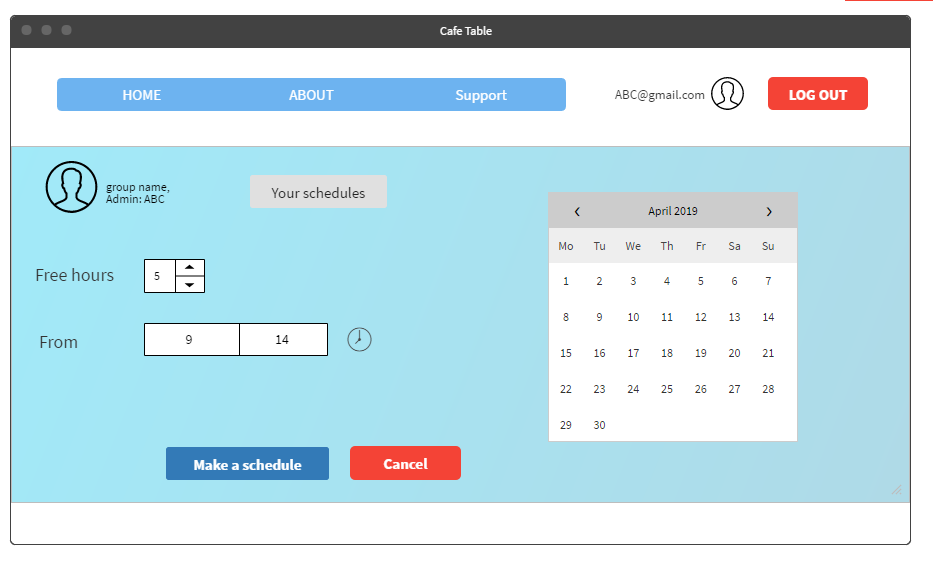 Cafe Table
HOME ABOUT Support ABC@gmail.com LOG OUT
group name,
Admin: ABC
Your schedules
Free hours 5
From 9 14
Make a schedule Cancel
‹ April 2019 ›
Mo Tu We Th Fr Sa Su
1 2 3 4 5 6 7
8 9 10 11 12 13 14
15 16 17 18 19 20 21
22 23 24 25 26 27 28
29 30